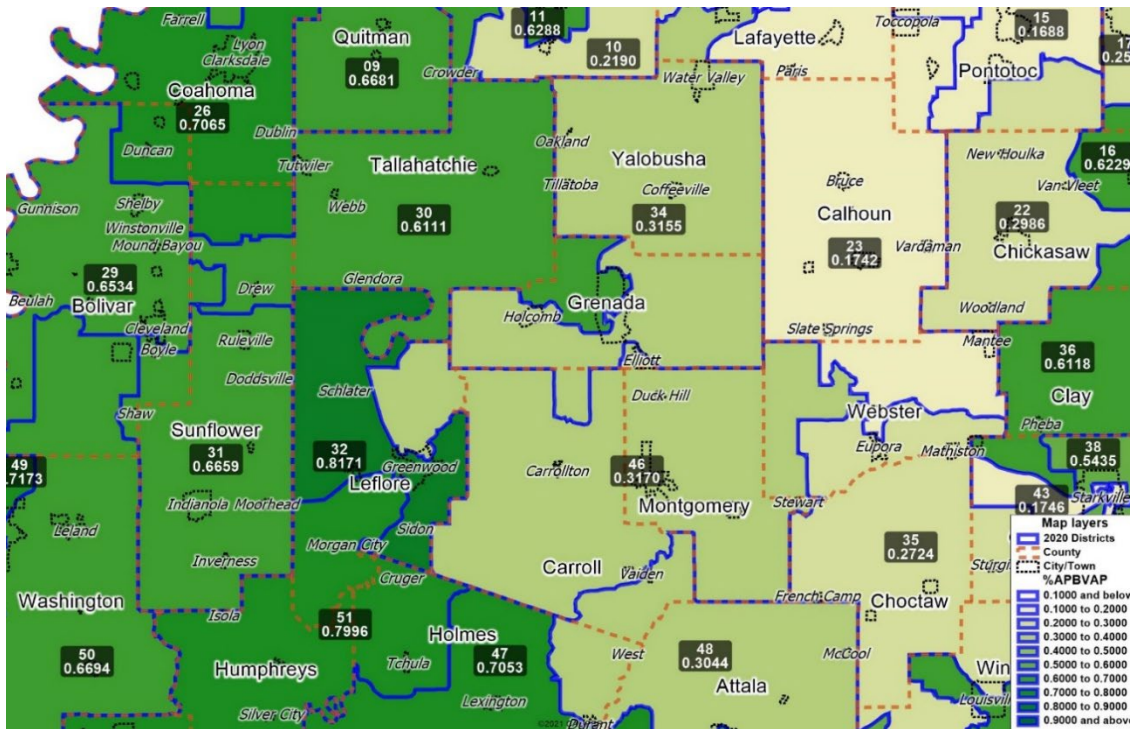 Farrell
Lyon
Clarksdale
Coahoma
26
0.7065
Quitman
09
0.6681
Crowder
11
0.6288
10
0.2190
Lafayette
Toccopola
15
0.1688
Pontotoc
Water Valley
Paris
Duncan
Dublin
Tutwiler
Tallahatchie
Oakland
Yalobusha
New Houlka
16
0.6229
Van Vleet
Gunnison
Shelby
Winstonville
Mound Bayou
Webb
30
0.6111
Tillatoba
Coffeeville
34
0.3155
Bruce
Calhoun
23
0.1742
Vardaman
22
0.2986
Chickasaw
29
0.6534
Beulah
Bolivar
Drew
Glendora
Cleveland
Boyle
Ruleville
Holcomb
Grenada
Elliott
Slate Springs
Woodland
Mantee
36
0.6118
Clay
Doddsville
Schlater
Duck Hill
Shaw
Sunflower
31
0.6659
Webster
Eupora
Mathiston
Pheba
38
0.5435
49
0.7173
32
0.8171
Leflore
Greenwood
Carrollton
46
0.3170
Montgomery
Stewart
43
0.1746
Starkville
Indianola
Moorhead
Leland
Sidon
Morgan City
Inverness
Cruger
Carroll
Vaiden
35
0.2724
French Camp
Choctaw
Washington
50
0.6694
Isola
51
0.7996
Holmes
47
0.7053
Humphreys
Tchula
Lexington
Silver City
West
48
0.3044
Attala
McCool
Durant
Map layers
2020 Districts
County
City/Town
%APBVAP
0.1000 and below
0.1000 to 0.2000
0.2000 to 0.3000
0.3000 to 0.4000
0.4000 to 0.5000
0.5000 to 0.6000
0.6000 to 0.7000
0.7000 to 0.8000
0.8000 to 0.9000
0.9000 and above